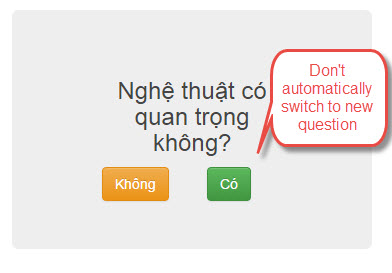 Nghệ thuật có
quan trọng
không?
Don't
automatically
switch to new
question
Không
Có